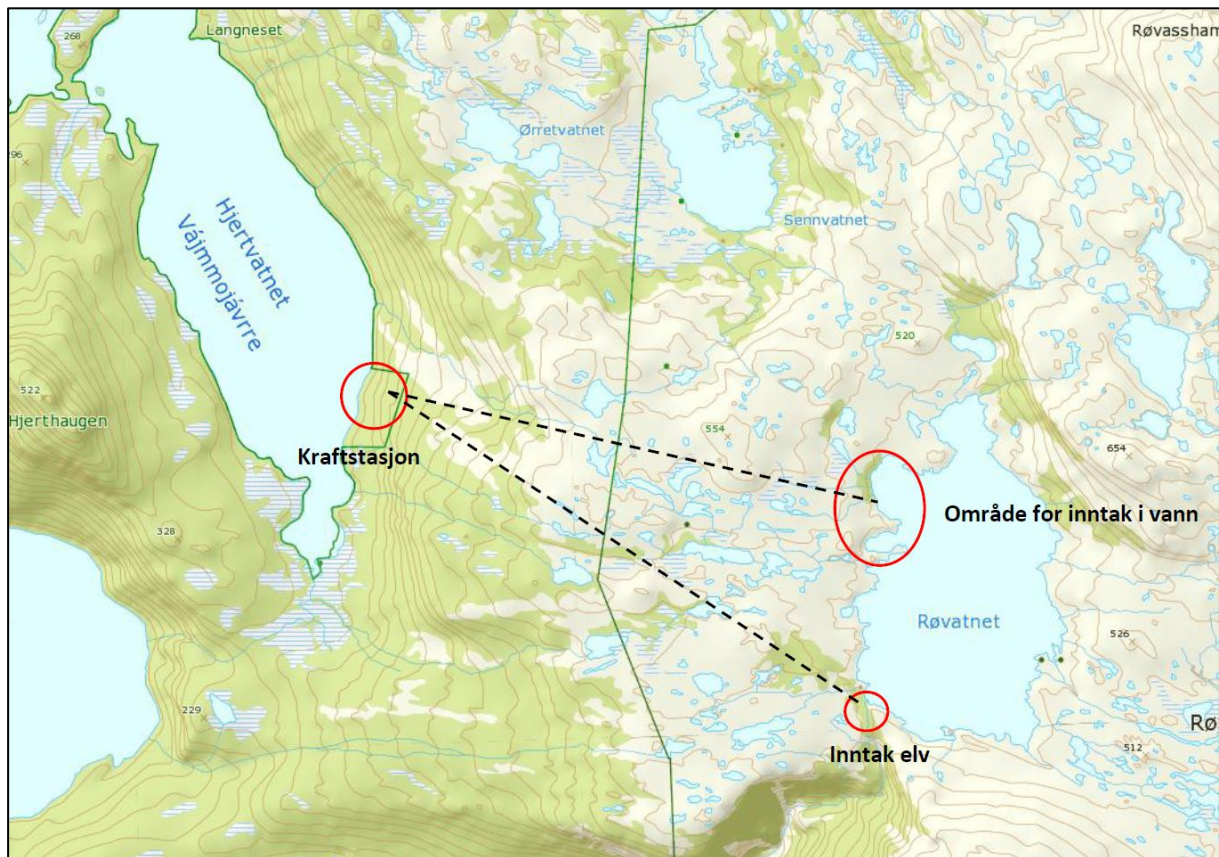 268
Langneset
Røvassham
Ørretvatnet
Sennvatnet
296
Hjertvatnet
Vájmmojávrre
520
522
Hjerthaugen
Kraftstasjon
554
654
Område for inntak i vann
328
Røvatnet
526
229
Inntak elv
Rø
512